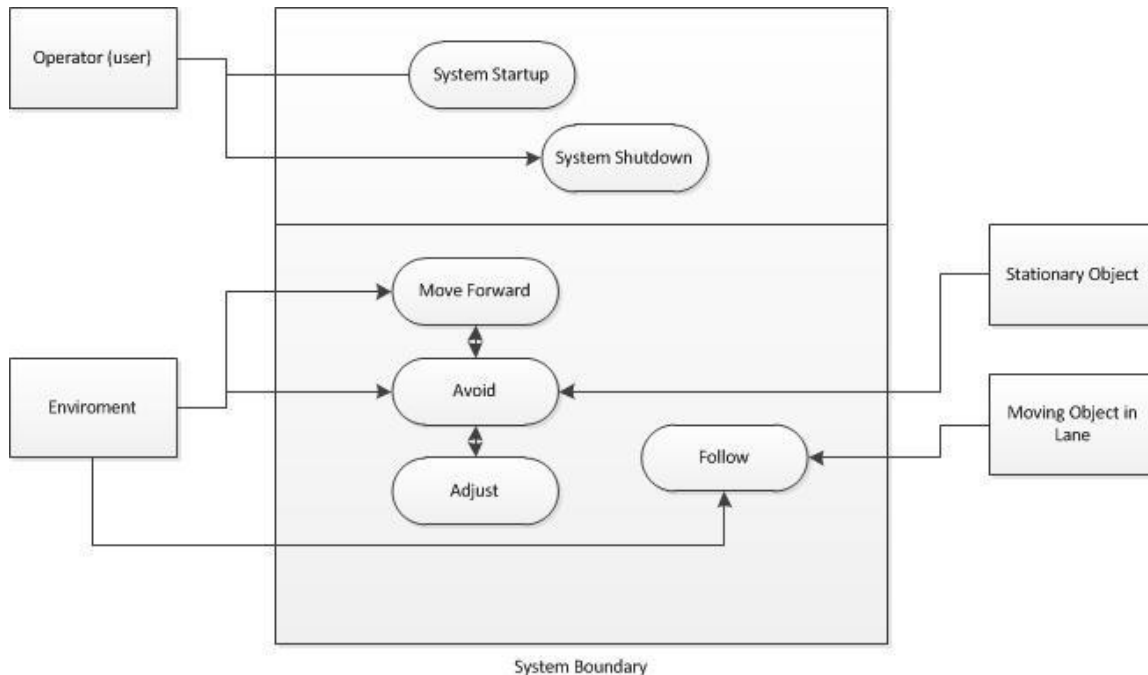 Operator (user)
System Startup
System Shutdown
Move Forward
Stationary Object
Enviroment
Avoid
Moving Object in
Lane
Follow
Adjust
System Boundary